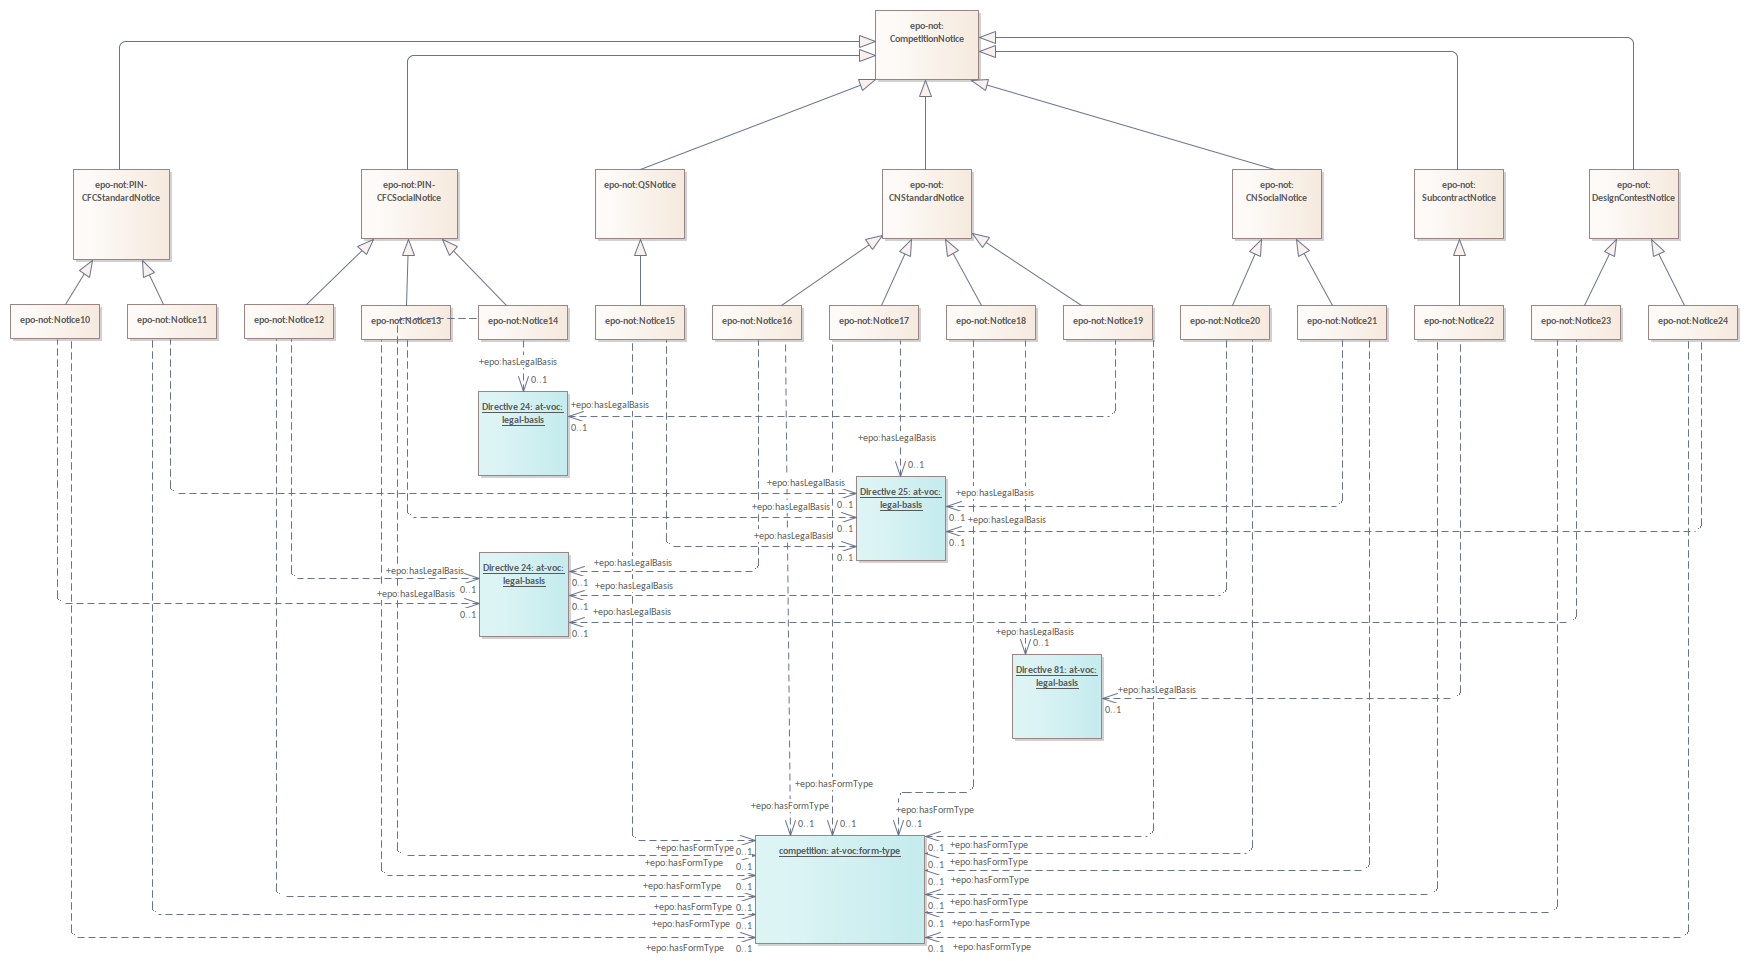 epo-not:
CompetitionNotice
epo-not:PIN-
CFCStandardNotice
epo-not:PIN-
CFCSocialNotice
epo-not:QSNotice
epo-not:
CNStandardNotice
epo-not:
CNSocialNotice
epo-not:
SubcontractNotice
epo-not:
DesignContestNotice
epo-not:Notice10
epo-not:Notice11
epo-not:Notice12
epo-not:Notice13
epo-not:Notice14
epo-not:Notice15
epo-not:Notice16
epo-not:Notice17
epo-not:Notice18
epo-not:Notice19
epo-not:Notice20
epo-not:Notice21
epo-not:Notice22
epo-not:Notice23
epo-not:Notice24
+epo:hasLegalBasis
0..1
Directive 24: at-voc:
legal-basis
+epo:hasLegalBasis
0..1
+epo:hasLegalBasis
0..1
+epo:hasLegalBasis
0..1
+epo:hasLegalBasis
0..1
+epo:hasLegalBasis
0..1
Directive 25: at-voc:
legal-basis
+epo:hasLegalBasis
0..1
+epo:hasLegalBasis
0..1
+epo:hasLegalBasis
0..1
+epo:hasLegalBasis
0..1
Directive 24: at-voc:
legal-basis
+epo:hasLegalBasis
0..1
+epo:hasLegalBasis
0..1
+epo:hasLegalBasis
0..1
+epo:hasLegalBasis
0..1
Directive 81: at-voc:
legal-basis
+epo:hasLegalBasis
0..1
+epo:hasFormType
+epo:hasFormType
+epo:hasFormType
0..1
0..1
0..1
competition: at-voc:form-type
+epo:hasFormType
0..1
+epo:hasFormType
0..1
+epo:hasFormType
0..1
+epo:hasFormType
0..1
+epo:hasFormType
0..1
+epo:hasFormType
0..1
0..1
+epo:hasFormType
0..1
+epo:hasFormType
0..1
+epo:hasFormType
0..1
+epo:hasFormType
0..1
+epo:hasFormType
0..1
+epo:hasFormType